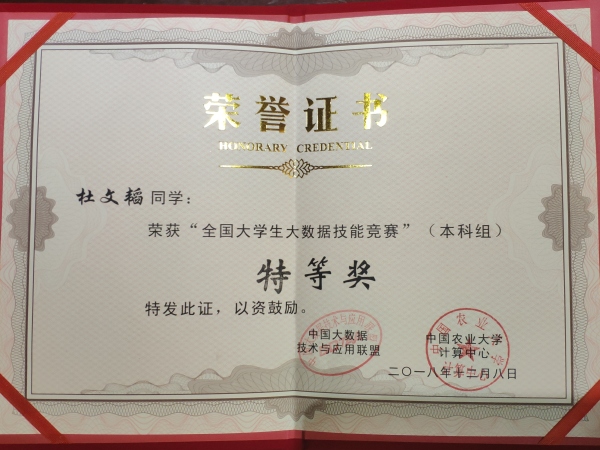 荣誉证书
HONORARY CREDENTIAL
杜文韬同学：
荣获“全国大学生大数据技能竞赛”（本科组）
特等奖
特发此证，以资鼓励。
中国大数据
技术与应用联盟
中国农业大学
计算中心
二〇一八年十二月八日